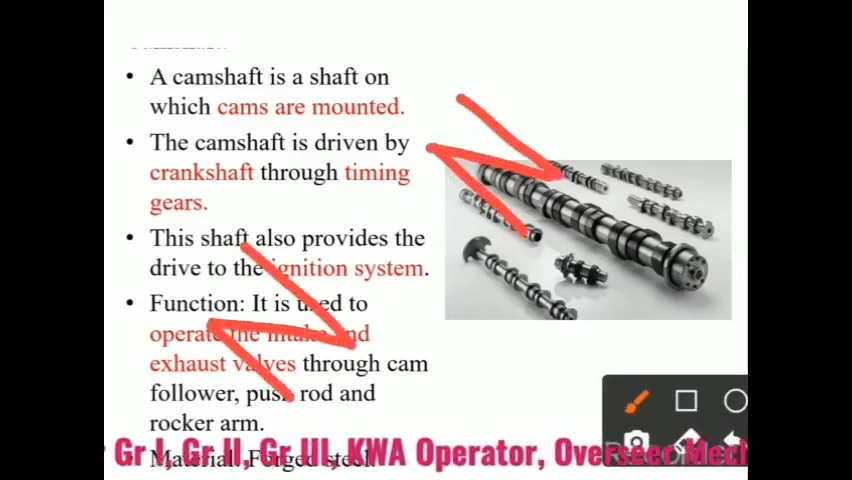 • A camshaft is a shaft on
which cams are mounted.
• The camshaft is driven by
crankshaft through timing
gears.
• This shaft also provides the
drive to the ignition system.
• Function: It is used to
operate the intake and
exhaust valves through cam
follower, push rod and
rocker arm.
• Material: Forged steel
Gr I, Gr II, Gr III, KWA Operator, Overseer Mech